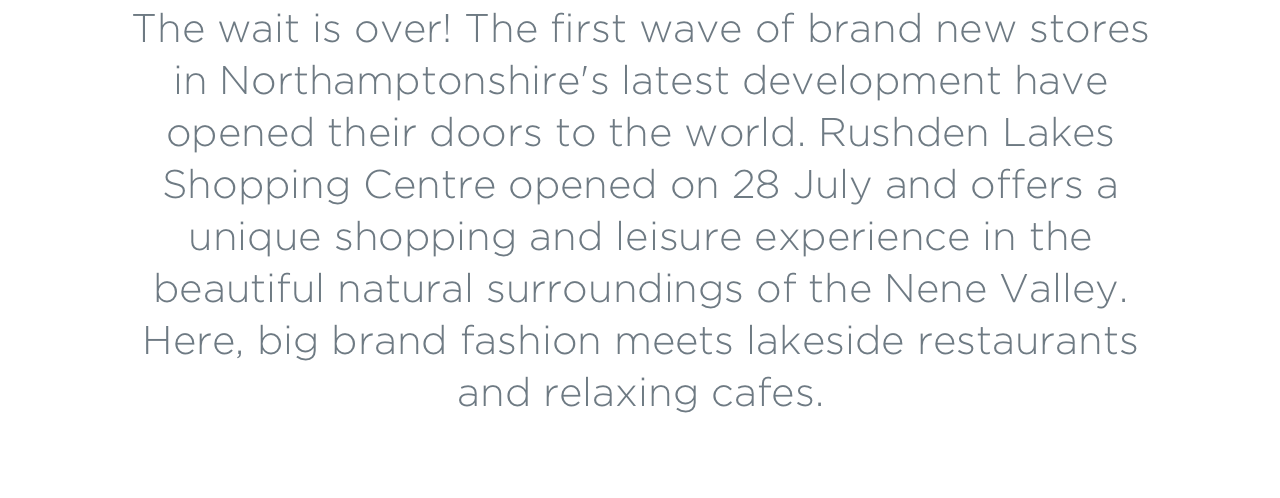 The wait is over! The first wave of brand new stores
in Northamptonshire's latest development have
opened their doors to the world. Rushden Lakes
Shopping Centre opened on 28 July and offers a
unique shopping and leisure experience in the
beautiful natural surroundings of the Nene Valley.
Here, big brand fashion meets lakeside restaurants
and relaxing cafes.